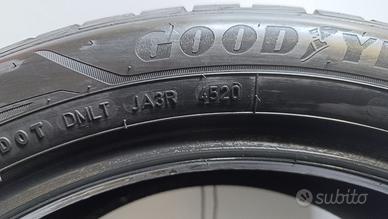 GOODYE
DOT DMLT JA3R 4520
subito